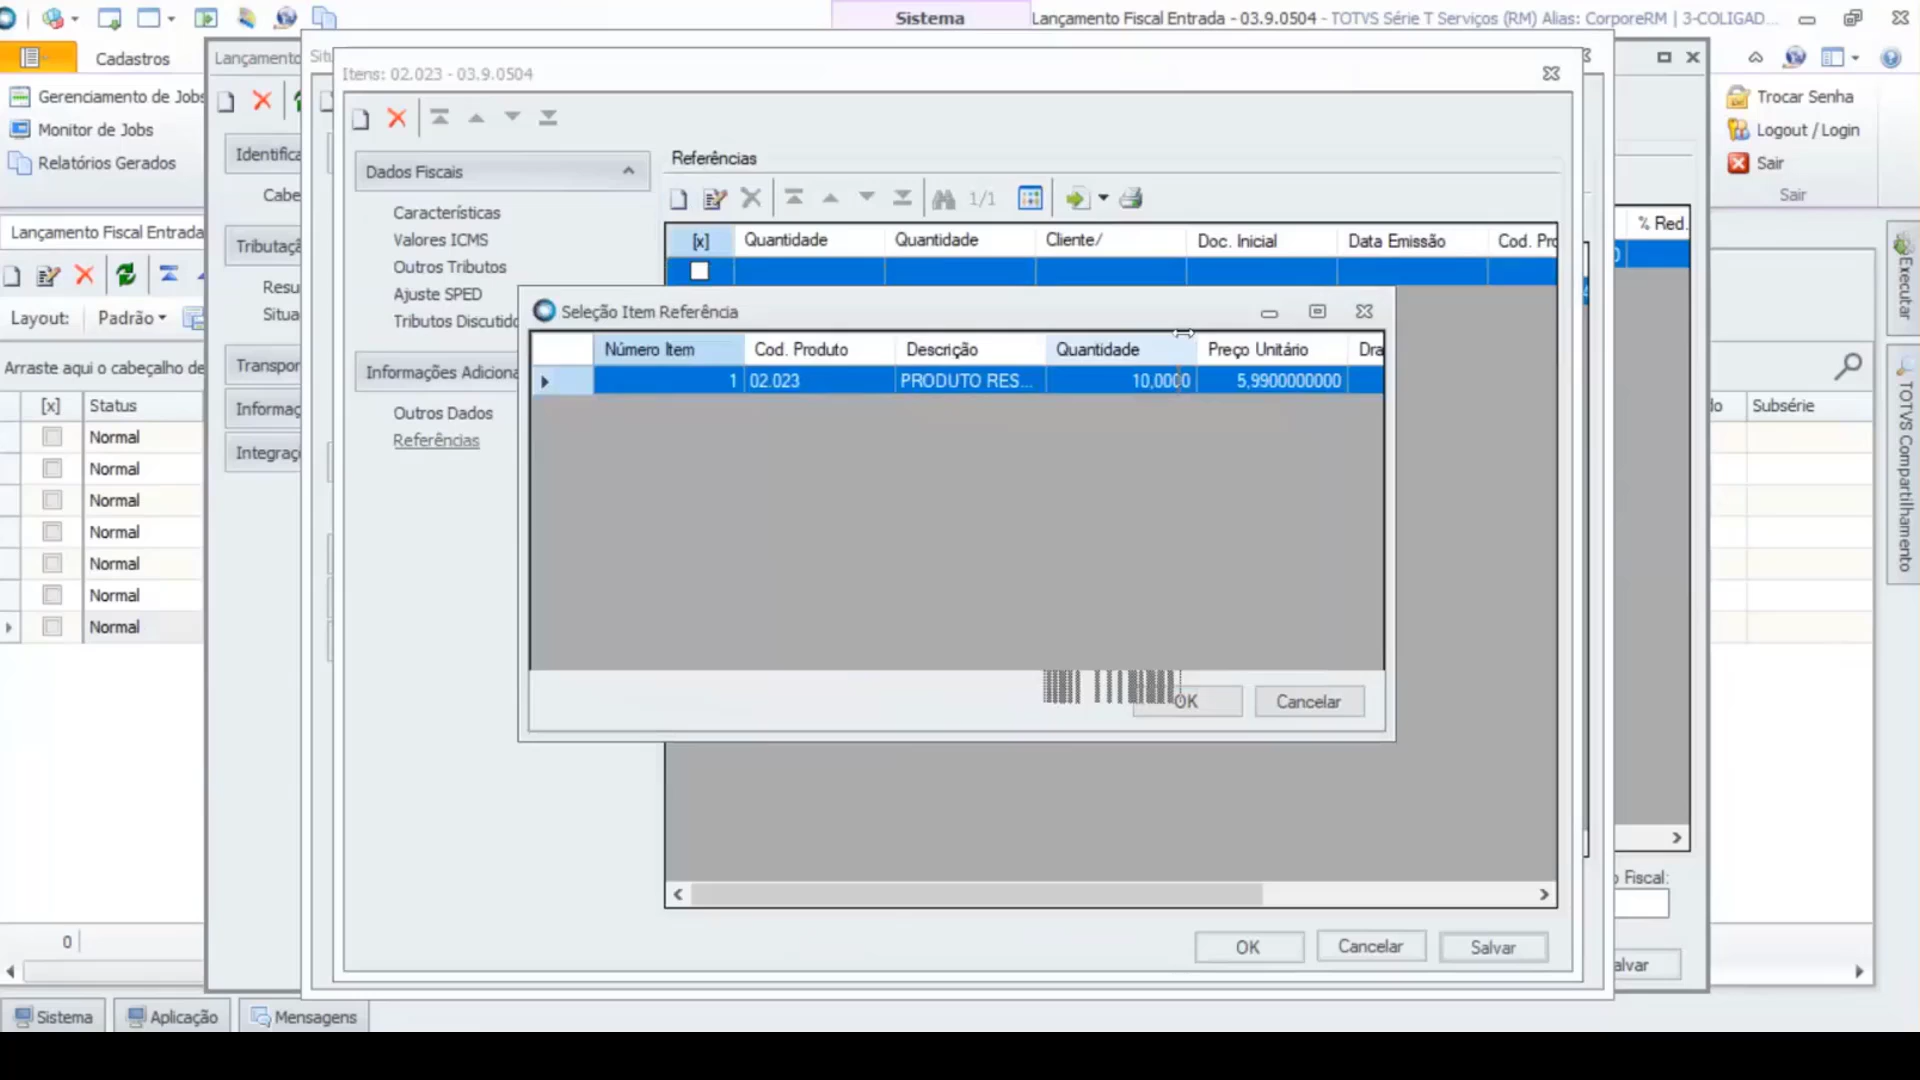 Sistema
Lançamento Fiscal Entrada - 03.9.0504 - TOTVS Série T Serviços (RM) Alias: CorporeRM | 3-COLIGAD...
Cadastros
Gerenciamento de Jobs
Monitor de Jobs
Relatórios Gerados
Lançamento Fiscal Entrada
Layout: Padrão
Arraste aqui o cabeçalho de
[x] Status
Normal
Normal
Normal
Normal
Normal
Normal
Normal
0
Sistema
Aplicação
Mensagens
Lançamento
Identifica
Cabe
Tributaçã
Resu
Situa
Transpor
Informaç
Integraçã
Situ
Itens: 02.023 - 03.9.0504
Dados Fiscais
Características
Valores ICMS
Outros Tributos
Ajuste SPED
Tributos Discutido
Informações Adiciona
Outros Dados
Referências
Referências
1/1
[x] Quantidade Quantidade Cliente/ Doc. Inicial Data Emissão Cod. Pro
Seleção Item Referência
Número Item Cod. Produto Descrição Quantidade Preço Unitário Dra
1 02.023 PRODUTO RES... 10,0000 5,9900000000
OK Cancelar
OK Cancelar Salvar
% Red.
Fiscal:
alvar
Trocar Senha
Logout / Login
Sair
Sair
Subsérie
Executar
TOTVS Compartilhamento